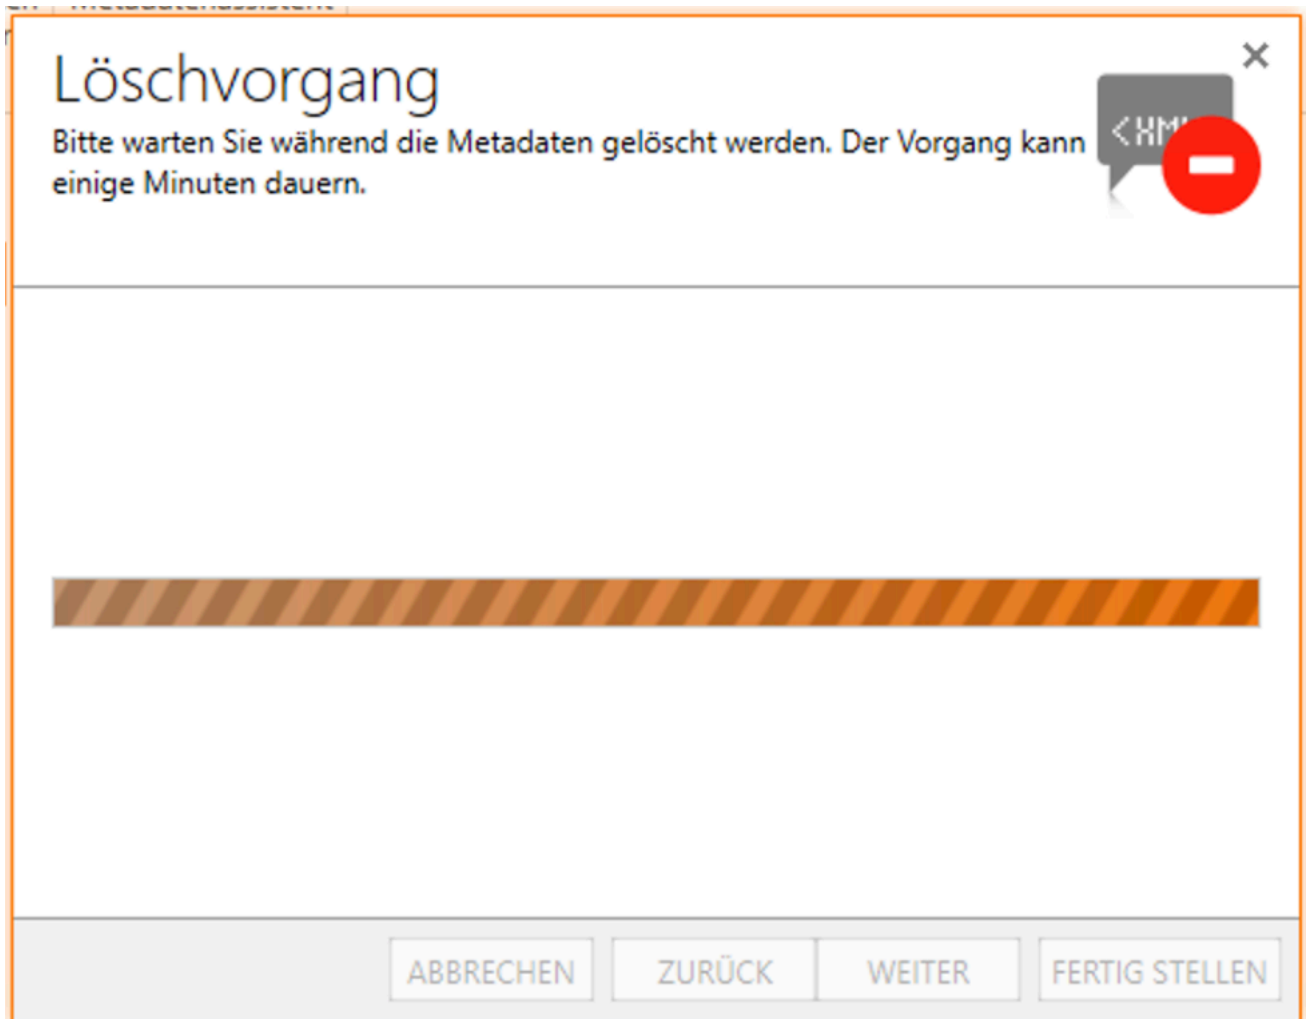 Metadatenassistent
Löschvorgang
Bitte warten Sie während die Metadaten gelöscht werden. Der Vorgang kann
einige Minuten dauern.
ABBRECHEN
ZURÜCK
WEITER
FERTIG STELLEN